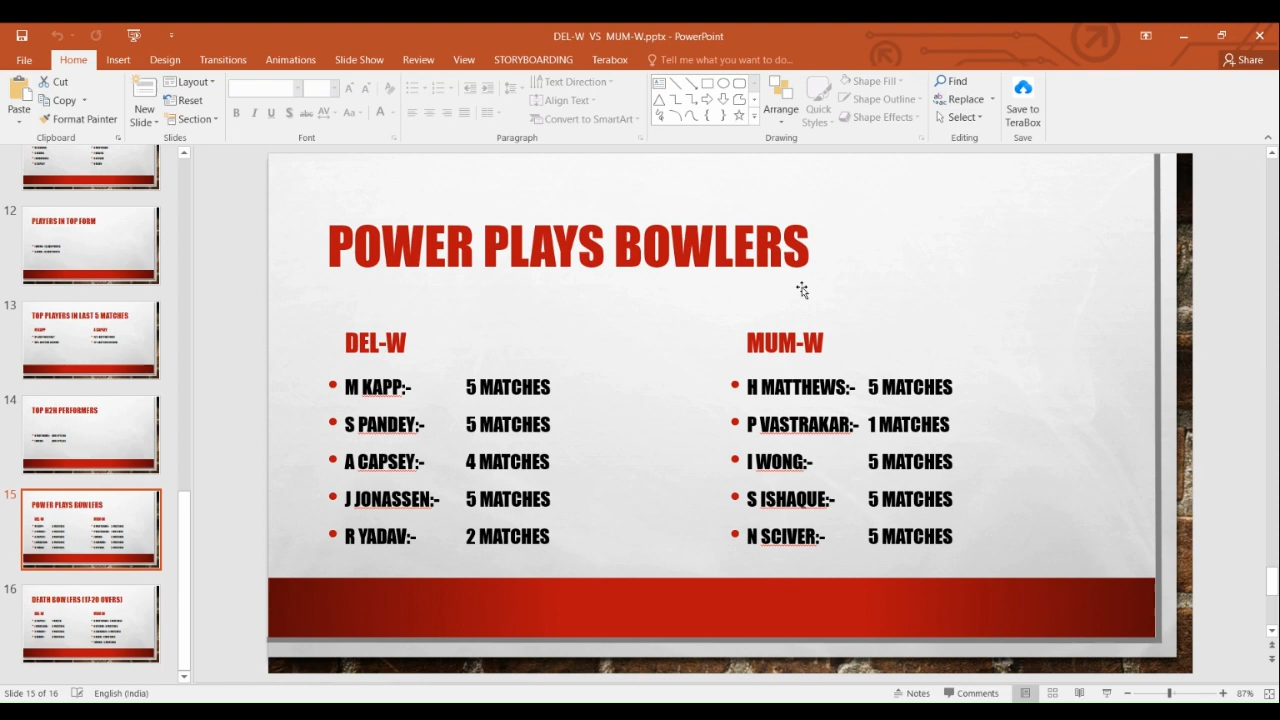 DEL-W VS MUM-W.pptx - PowerPoint
File Home Insert Design Transitions Animations Slide Show Review View STORYBOARDING Terabox Tell me what you want to do... Share
Paste
Cut
Copy
Format Painter
Clipboard
New Slide
Layout
Reset
Section
Slides
B I U S abc AV Aa A
Font
Text Direction
Align Text
Convert to SmartArt
Paragraph
Arrange
Quick Styles
Shape Fill
Shape Outline
Shape Effects
Drawing
Find
Replace
Select
Editing
Save to TeraBox
Save
12
PLAYERS IN TOP FORM
13
TOP PLAYERS IN LAST 5 MATCHES
14
TOP H2H PERFORMERS
15
POWER PLAYS BOWLERS
16
DEATH BOWLERS (17-20 OVERS)
POWER PLAYS BOWLERS
DEL-W
M KAPP:- 5 MATCHES
S PANDEY:- 5 MATCHES
A CAPSEY:- 4 MATCHES
J JONASSEN:- 5 MATCHES
R YADAV:- 2 MATCHES
MUM-W
H MATTHEWS:- 5 MATCHES
P VASTRAKAR:- 1 MATCHES
I WONG:- 5 MATCHES
S ISHAQUE:- 5 MATCHES
N SCIVER:- 5 MATCHES
Slide 15 of 16 English (India) Notes Comments 87%